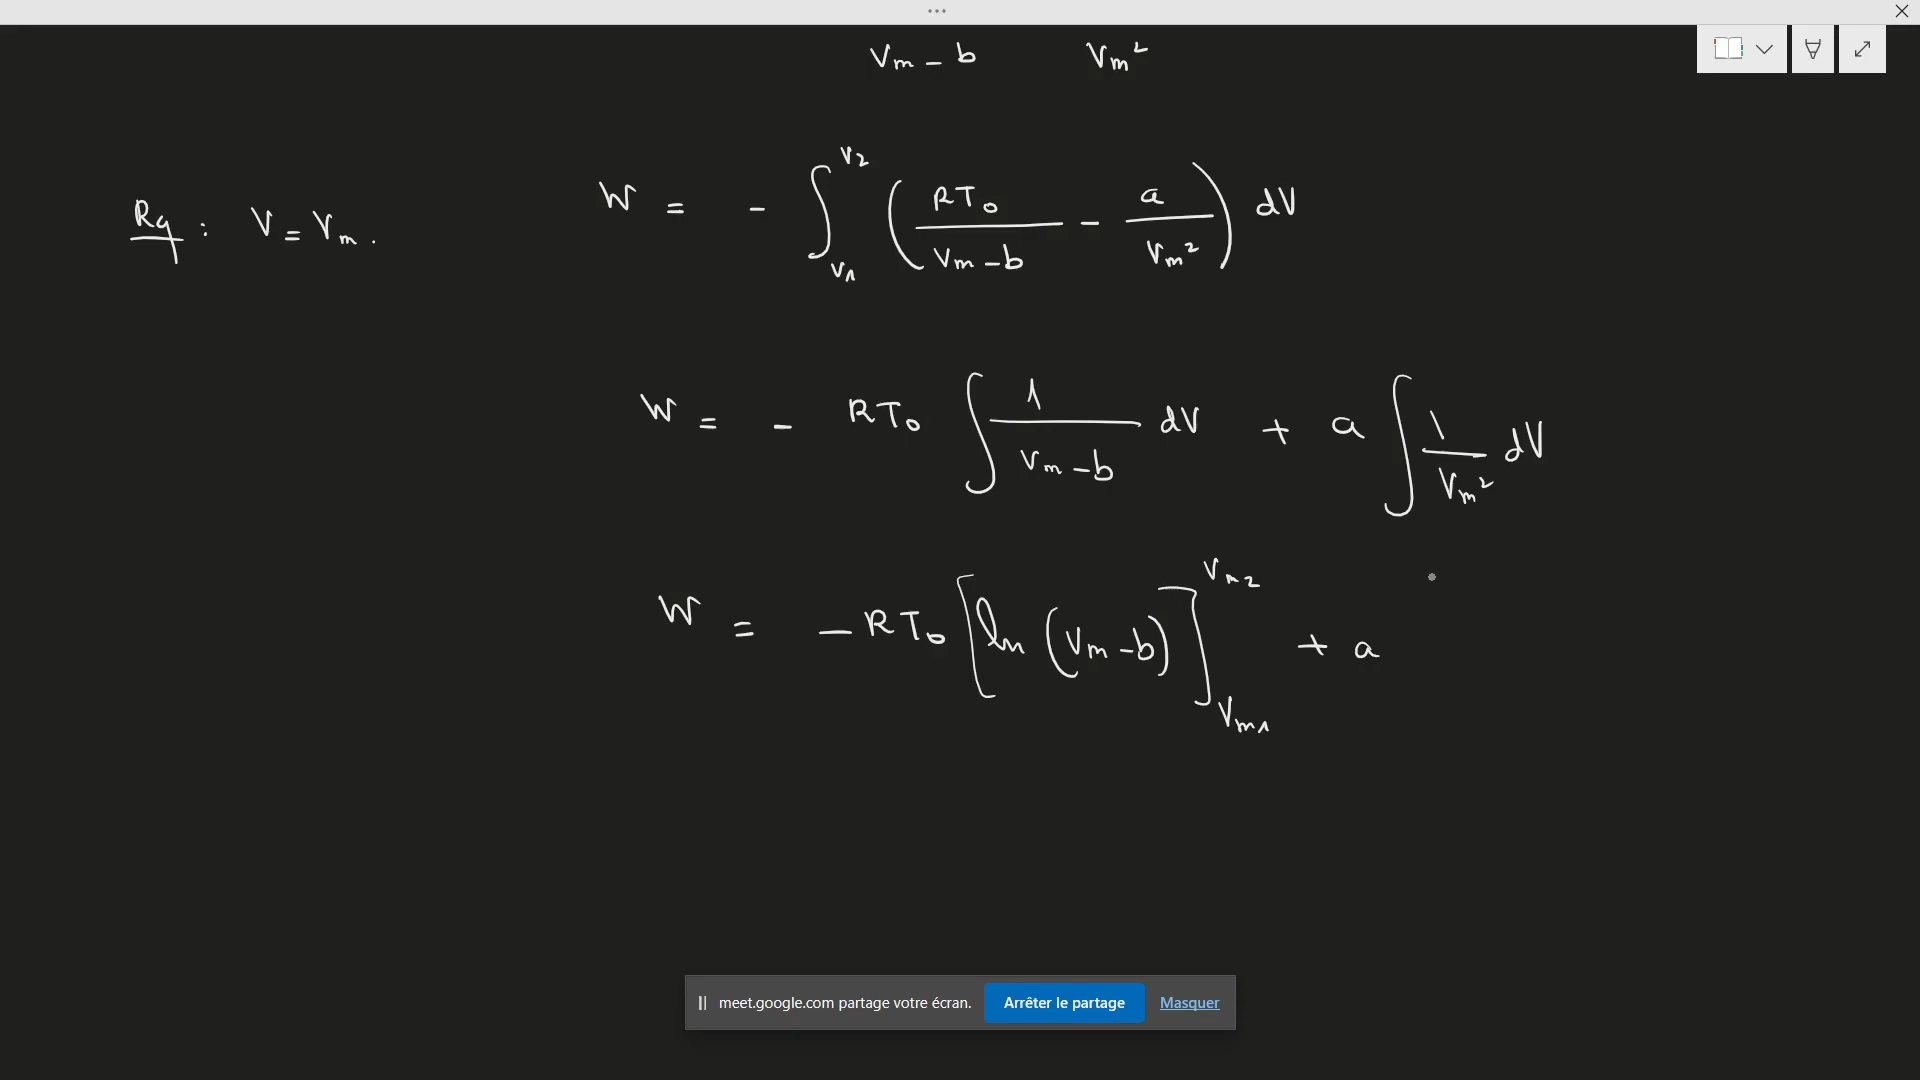 Vm - b Vm²
Rq : V = Vm. W = - ∫_{V1}^{V2} ( RT₀ / (Vm - b) - a / Vm² ) dV
W = - RT₀ ∫ 1 / (Vm - b) dV + a ∫ 1 / Vm² dV
W = - RT₀ [ ln (Vm - b) ]_{Vm1}^{Vm2} + a
meet.google.com partage votre écran. Arrêter le partage Masquer